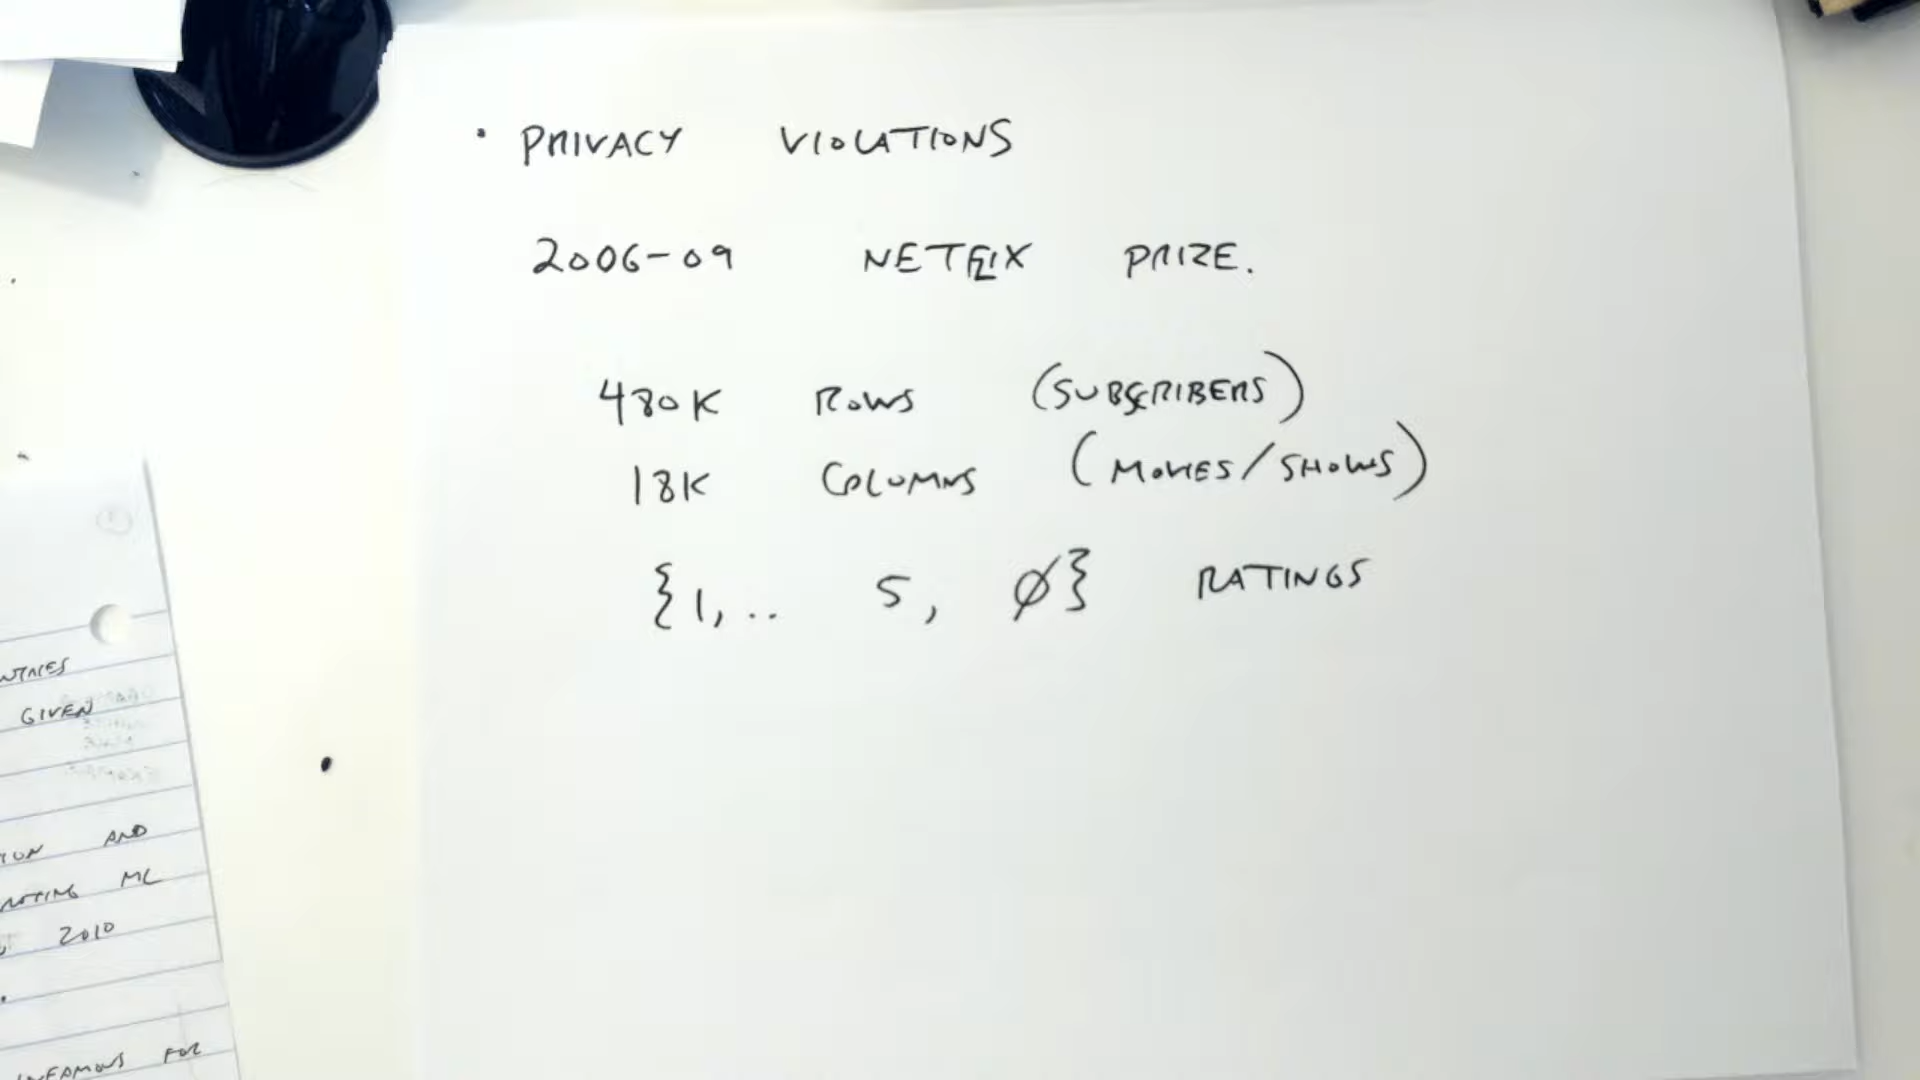 • PRIVACY VIOLATIONS
2006-09 NETFLIX PRIZE.
480K ROWS (SUBSCRIBERS)
18K COLUMNS (MOVIES/SHOWS)
{1, .. 5, ∅} RATINGS
GIVEN
AND
ML
2010
INFAMOUS FOR